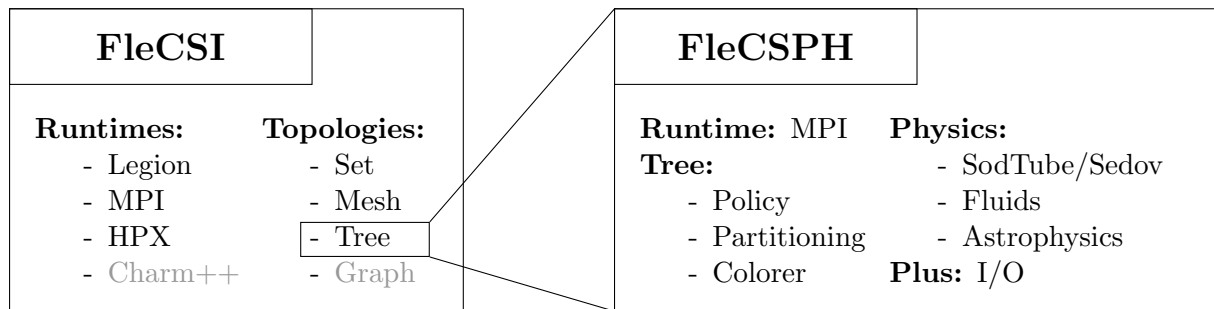 FleCSI
Runtimes:
- Legion
- MPI
- HPX
- Charm++
Topologies:
- Set
- Mesh
- Tree
- Graph
FleCSPH
Runtime: MPI
Tree:
- Policy
- Partitioning
- Colorer
Physics:
- SodTube/Sedov
- Fluids
- Astrophysics
Plus: I/O